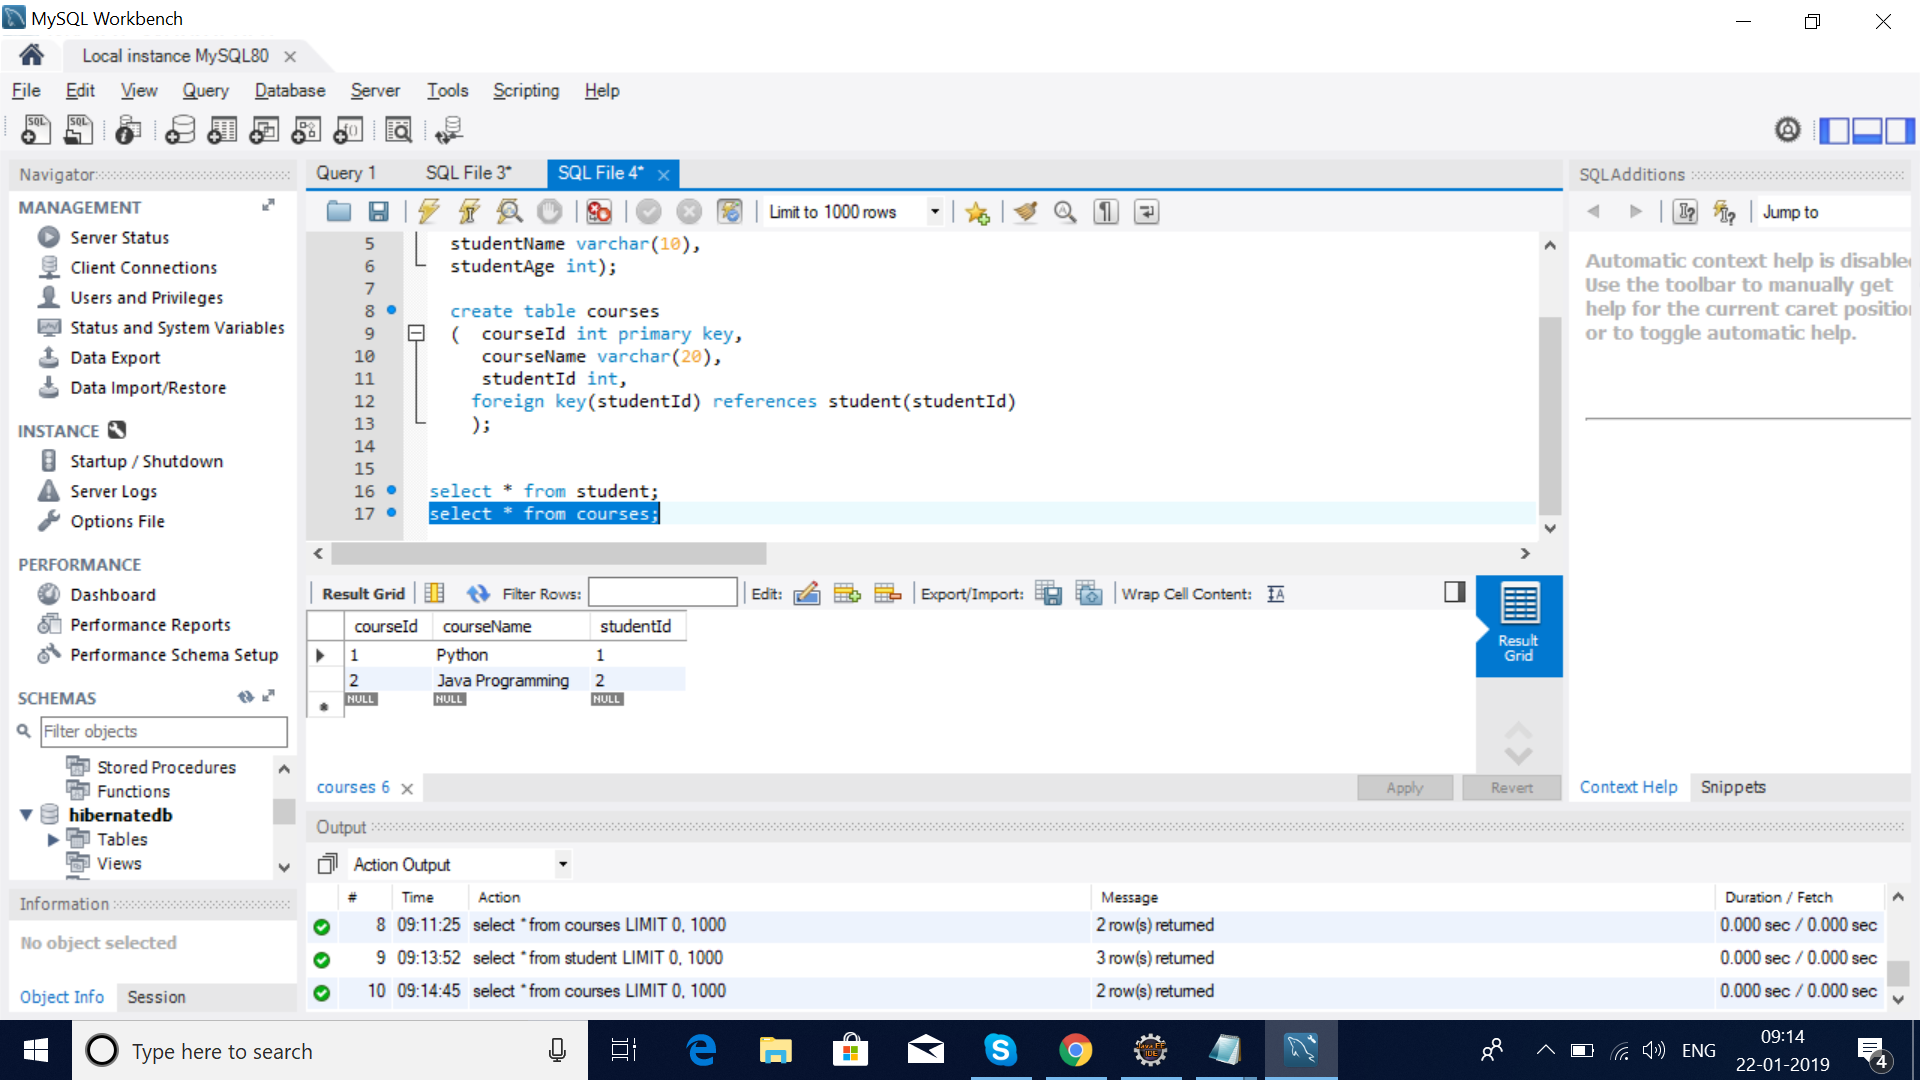 MySQL Workbench
Local instance MySQL80
File Edit View Query Database Server Tools Scripting Help
Navigator
MANAGEMENT
Server Status
Client Connections
Users and Privileges
Status and System Variables
Data Export
Data Import/Restore
INSTANCE
Startup / Shutdown
Server Logs
Options File
PERFORMANCE
Dashboard
Performance Reports
Performance Schema Setup
SCHEMAS
Filter objects
Stored Procedures
Functions
hibernatedb
Tables
Views
Information
No object selected
Object Info Session
Query 1 SQL File 3* SQL File 4*
Limit to 1000 rows
5 studentName varchar(10),
6 studentAge int);
7
8 create table courses
9 ( courseId int primary key,
10 courseName varchar(20),
11 studentId int,
12 foreign key(studentId) references student(studentId)
13 );
14
15
16 select * from student;
17 select * from courses;
Result Grid Filter Rows: Edit: Export/Import: Wrap Cell Content:
courseId courseName studentId
1 Python 1
2 Java Programming 2
NULL NULL NULL
Result
Grid
courses 6
Apply Revert
SQLAdditions
Jump to
Automatic context help is disable
Use the toolbar to manually get
help for the current caret positio
or to toggle automatic help.
Context Help Snippets
Output
Action Output
# Time Action Message Duration / Fetch
8 09:11:25 select * from courses LIMIT 0, 1000 2 row(s) returned 0.000 sec / 0.000 sec
9 09:13:52 select * from student LIMIT 0, 1000 3 row(s) returned 0.000 sec / 0.000 sec
10 09:14:45 select * from courses LIMIT 0, 1000 2 row(s) returned 0.000 sec / 0.000 sec
Type here to search
ENG
09:14
22-01-2019
4